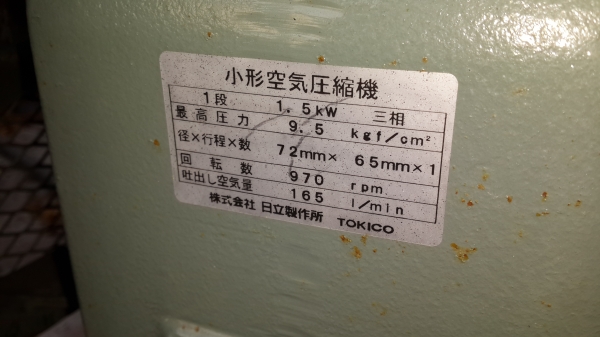 小形空気圧縮機
1段 1.5kW 三相
最高圧力 9.5 kgf/cm²
径×行程×数 72mm× 65mm×1
回転数 970 rpm
吐出し空気量 165 l/min
株式会社 日立製作所 TOKICO